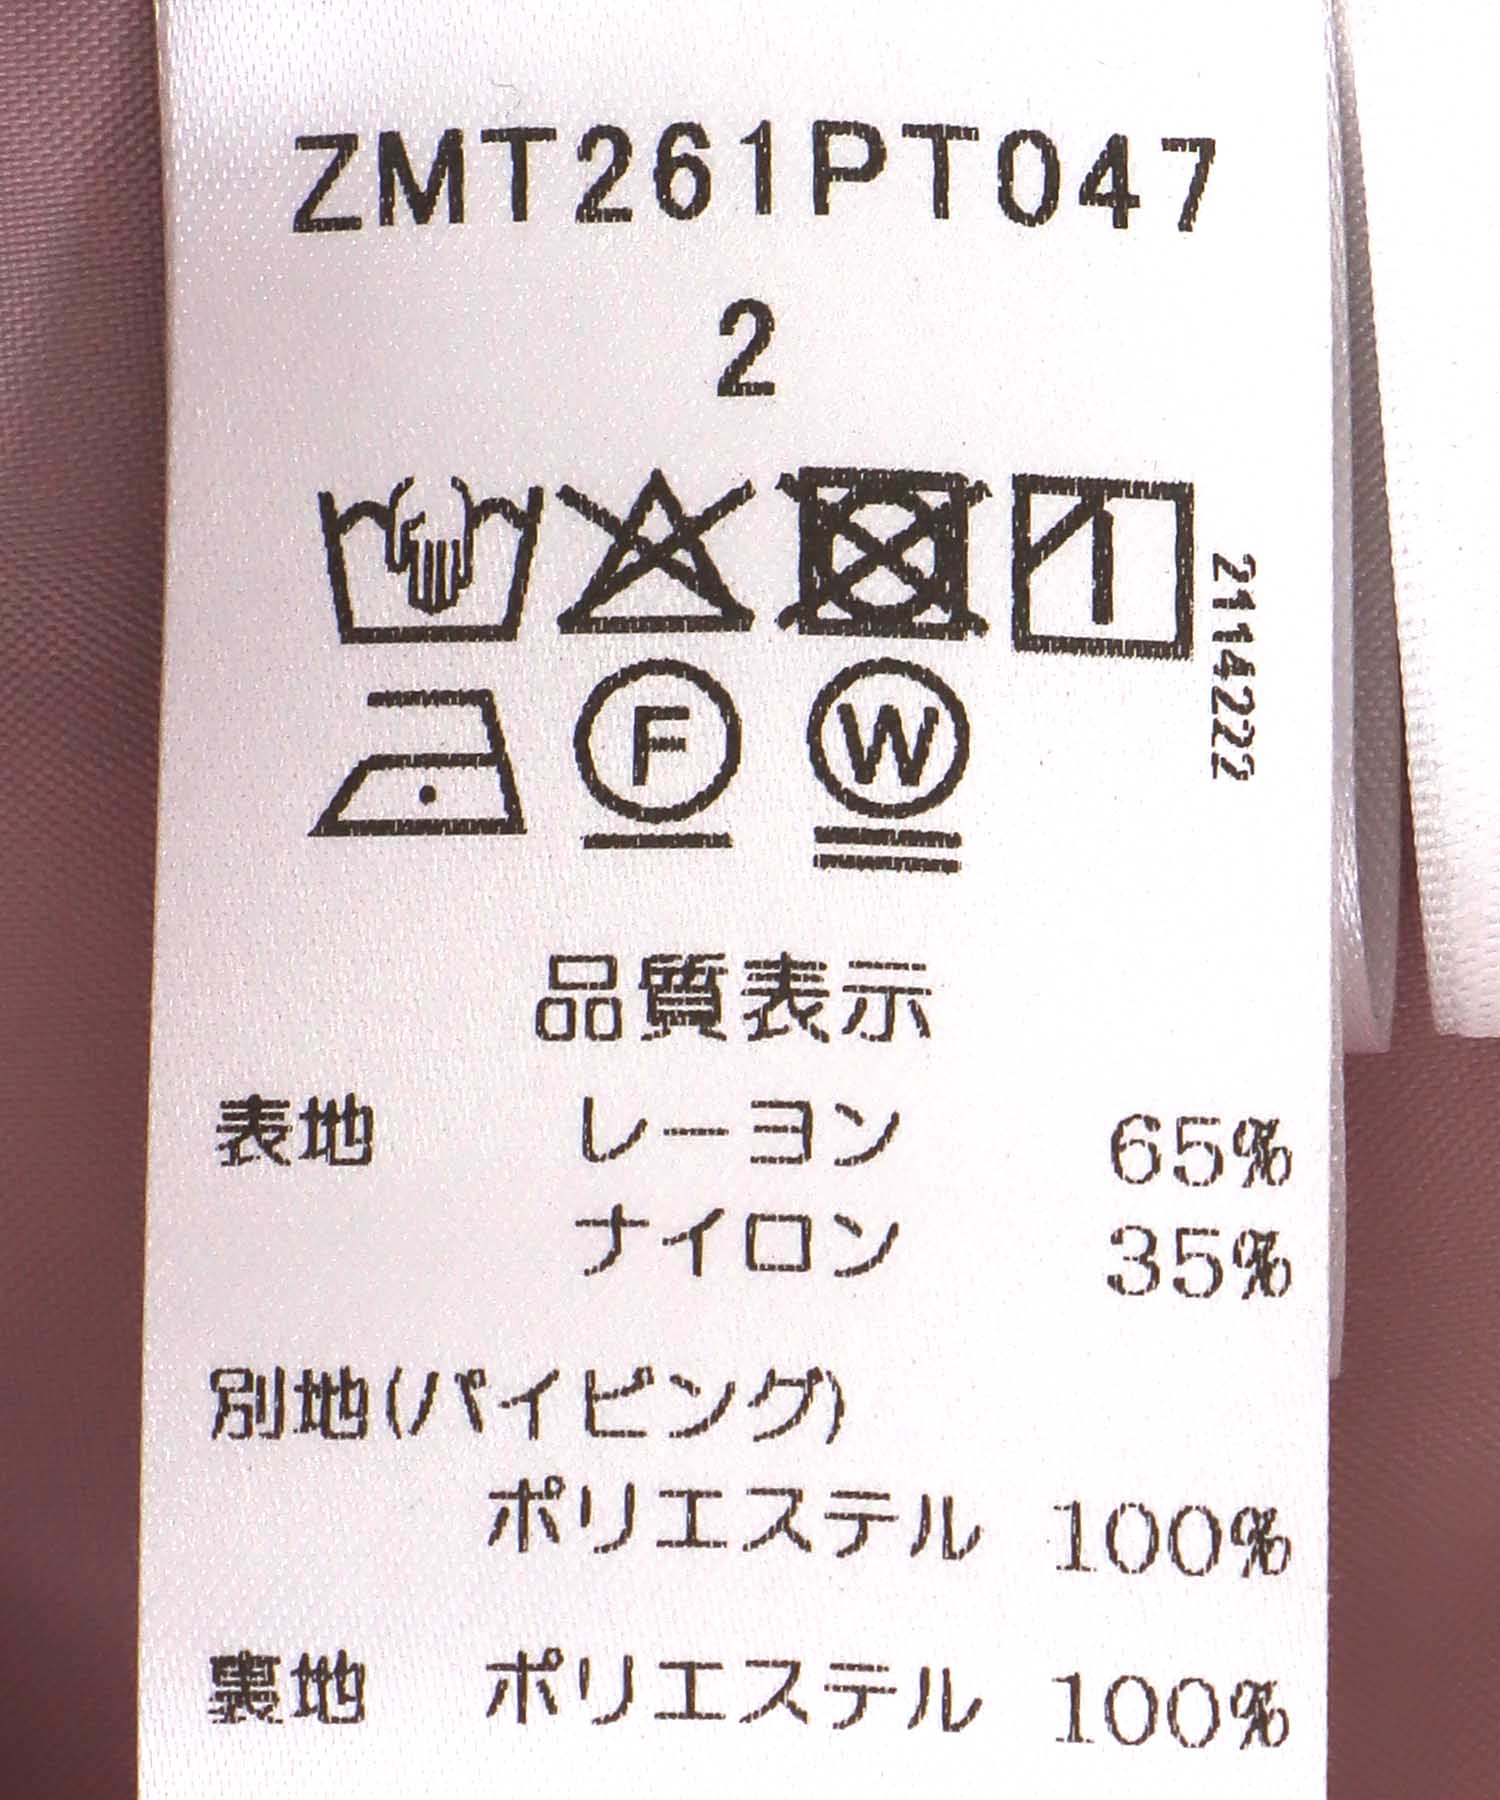 ZMT261PT047
2
2114222
F
W
品質表示
表地 レーヨン 65%
ナイロン 35%
別地(パイピング)
ポリエステル 100%
裏地 ポリエステル 100%